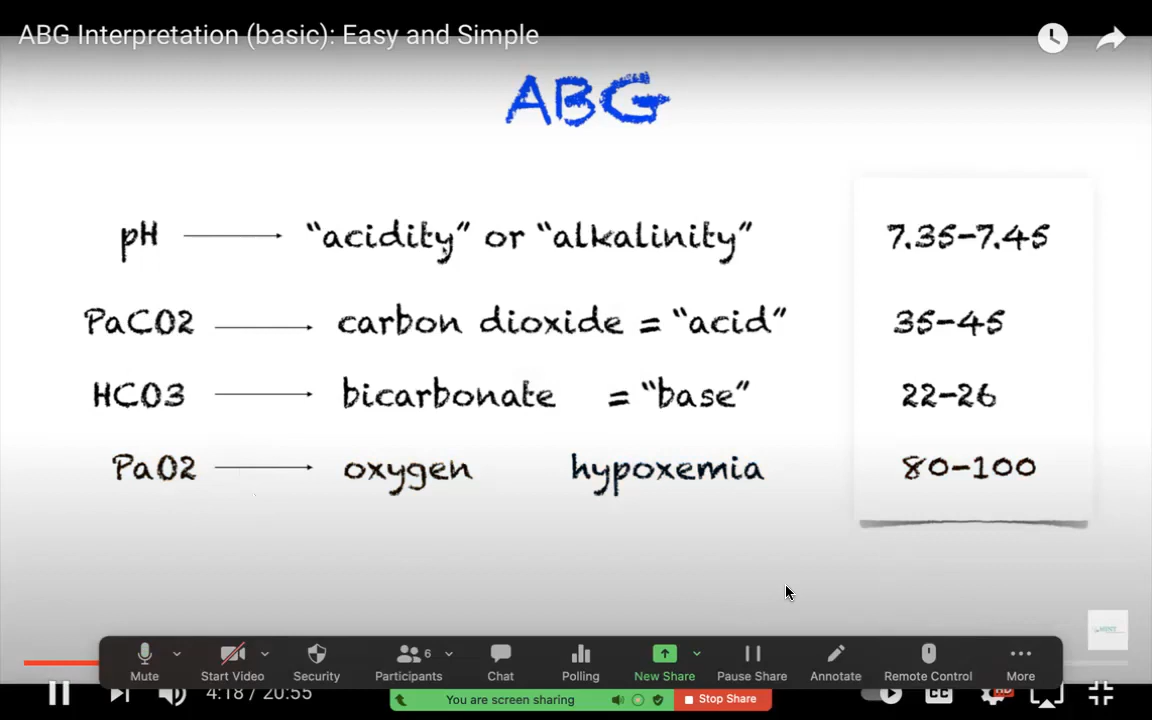 ABG Interpretation (basic): Easy and Simple
ABG
pH "acidity" or "alkalinity" 7.35-7.45
PaCO2 carbon dioxide = "acid" 35-45
HCO3 bicarbonate = "base" 22-26
PaO2 oxygen hypoxemia 80-100
6
Mute Start Video Security Participants Chat Polling New Share Pause Share Annotate Remote Control More
4:18 / 20:55 You are screen sharing Stop Share CC HD